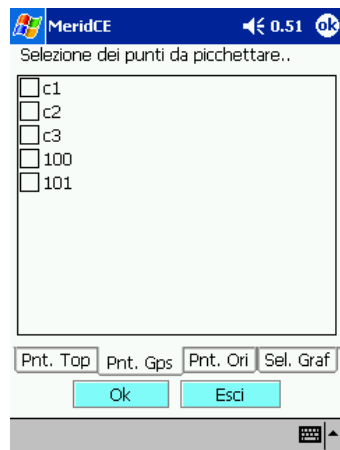 MeridCE 0.51 ok
Selezione dei punti da picchettare..
c1
c2
c3
100
101
Pnt. Top Pnt. Gps Pnt. Ori Sel. Graf
Ok Esci